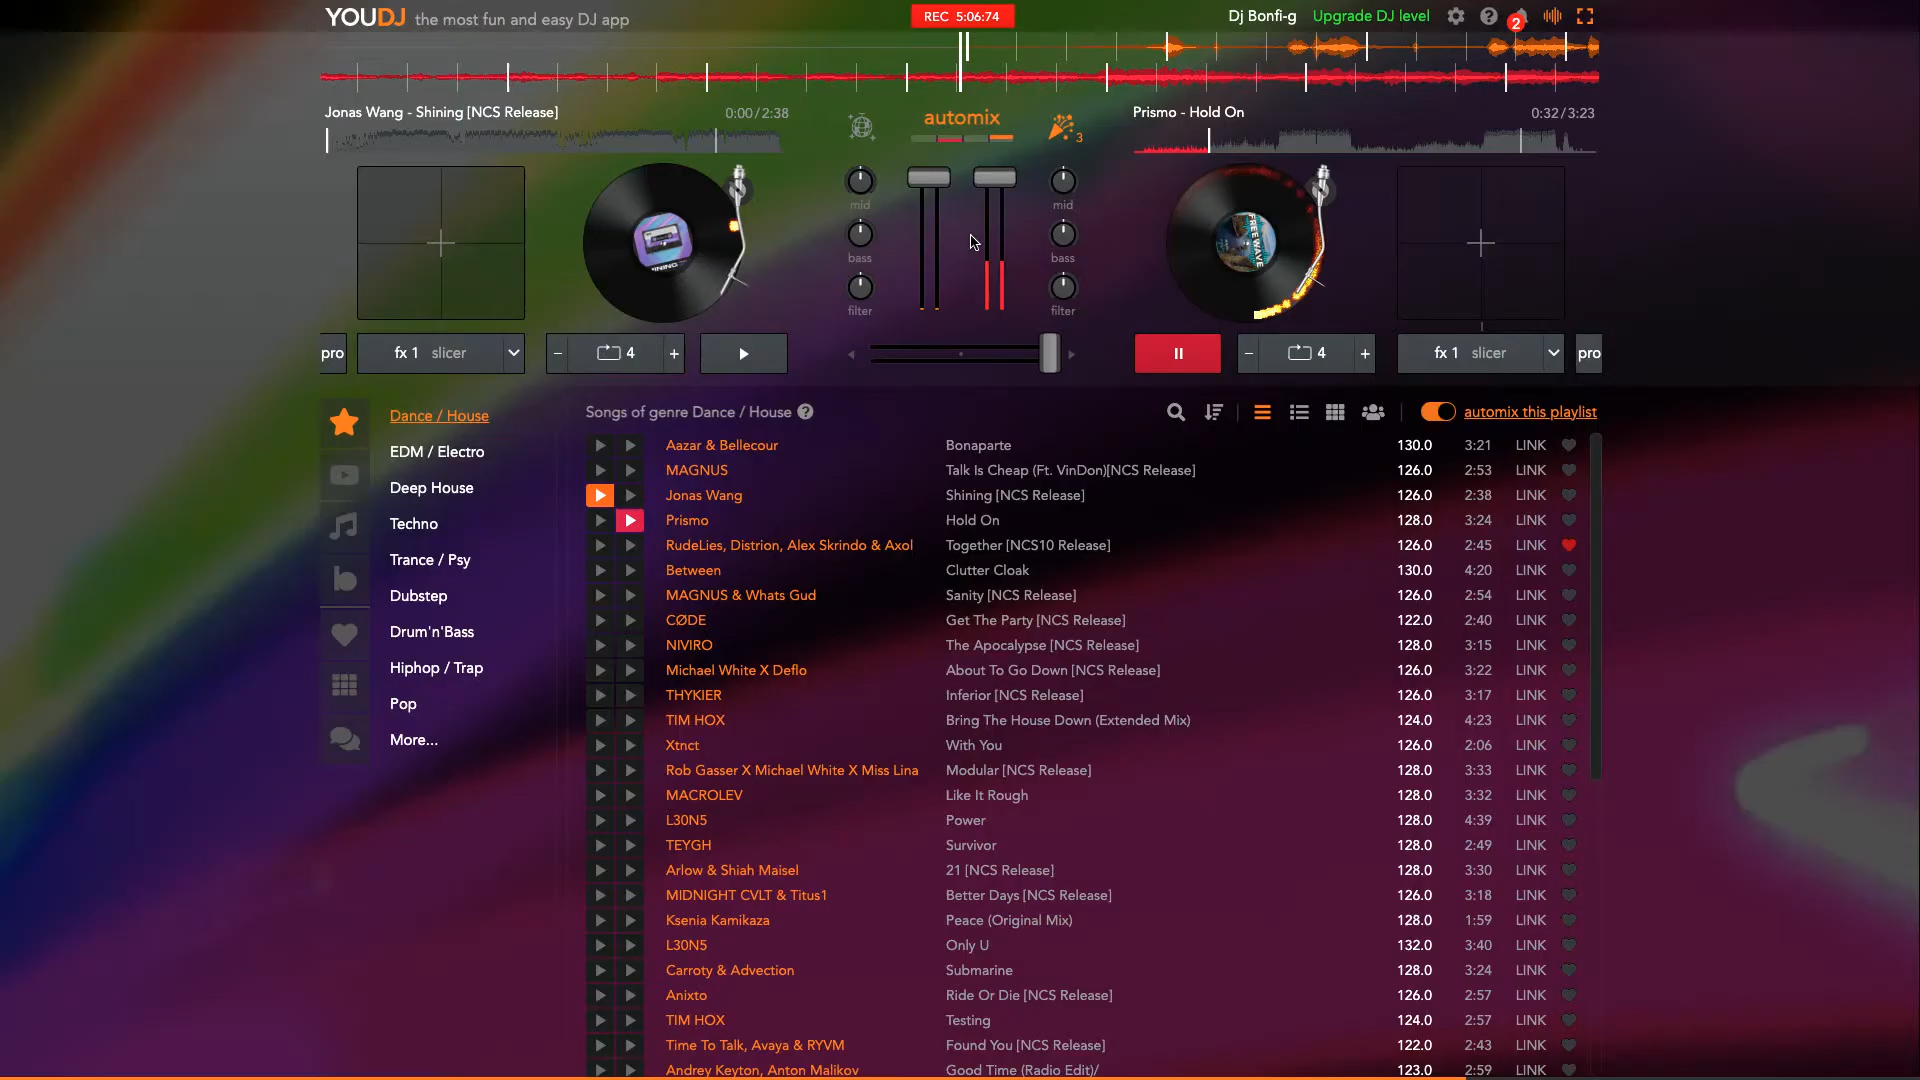 YOUDJ the most fun and easy DJ app
REC 5:06:74
Dj Bonfi-g Upgrade DJ level
2
Jonas Wang - Shining [NCS Release] 0:00/2:38
automix
3
Prismo - Hold On 0:32/3:23
mid
bass
filter
mid
bass
filter
SHINING
FREEWAVE
pro fx 1 slicer − 4 +
− 4 + fx 1 slicer pro
Dance / House
EDM / Electro
Deep House
Techno
Trance / Psy
Dubstep
Drum'n'Bass
Hiphop / Trap
Pop
More...
Songs of genre Dance / House
automix this playlist
Aazar & Bellecour Bonaparte 130.0 3:21 LINK
MAGNUS Talk Is Cheap (Ft. VinDon)[NCS Release] 126.0 2:53 LINK
Jonas Wang Shining [NCS Release] 126.0 2:38 LINK
Prismo Hold On 128.0 3:24 LINK
RudeLies, Distrion, Alex Skrindo & Axol Together [NCS10 Release] 126.0 2:45 LINK
Between Clutter Cloak 130.0 4:20 LINK
MAGNUS & Whats Gud Sanity [NCS Release] 126.0 2:54 LINK
CØDE Get The Party [NCS Release] 122.0 2:40 LINK
NIVIRO The Apocalypse [NCS Release] 128.0 3:15 LINK
Michael White X Deflo About To Go Down [NCS Release] 126.0 3:22 LINK
THYKIER Inferior [NCS Release] 126.0 3:17 LINK
TIM HOX Bring The House Down (Extended Mix) 124.0 4:23 LINK
Xtnct With You 126.0 2:06 LINK
Rob Gasser X Michael White X Miss Lina Modular [NCS Release] 128.0 3:33 LINK
MACROLEV Like It Rough 128.0 3:32 LINK
L30N5 Power 128.0 4:39 LINK
TEYGH Survivor 128.0 2:49 LINK
Arlow & Shiah Maisel 21 [NCS Release] 128.0 3:30 LINK
MIDNIGHT CVLT & Titus1 Better Days [NCS Release] 126.0 3:18 LINK
Ksenia Kamikaza Peace (Original Mix) 128.0 1:59 LINK
L30N5 Only U 132.0 3:40 LINK
Carroty & Advection Submarine 128.0 3:24 LINK
Anixto Ride Or Die [NCS Release] 126.0 2:57 LINK
TIM HOX Testing 124.0 2:57 LINK
Time To Talk, Avaya & RYVM Found You [NCS Release] 122.0 2:43 LINK
Andrey Keyton, Anton Malikov Good Time (Radio Edit)/ 123.0 2:59 LINK